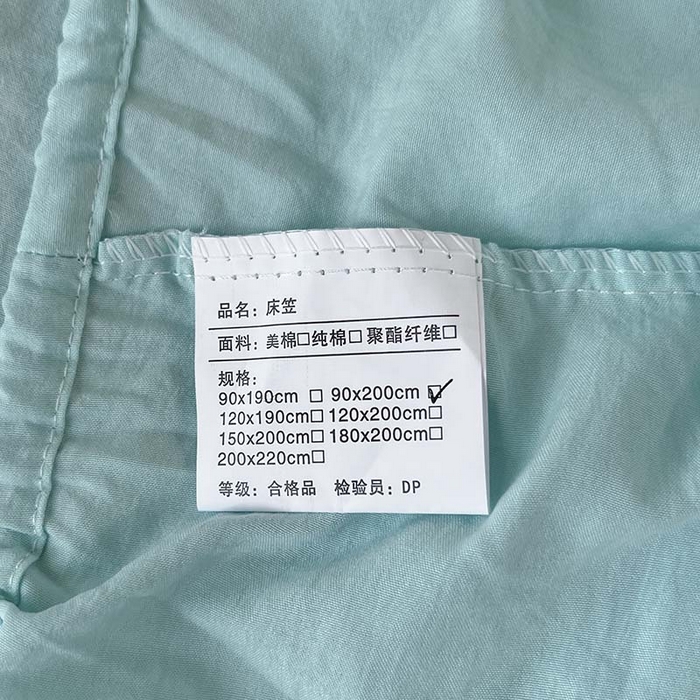 品名：床笠
面料：美棉□纯棉□ 聚酯纤维□
规格：
90x190cm □ 90x200cm ☑
120x190cm□ 120x200cm□
150x200cm□ 180x200cm□
200x220cm□
等级：合格品 检验员：DP